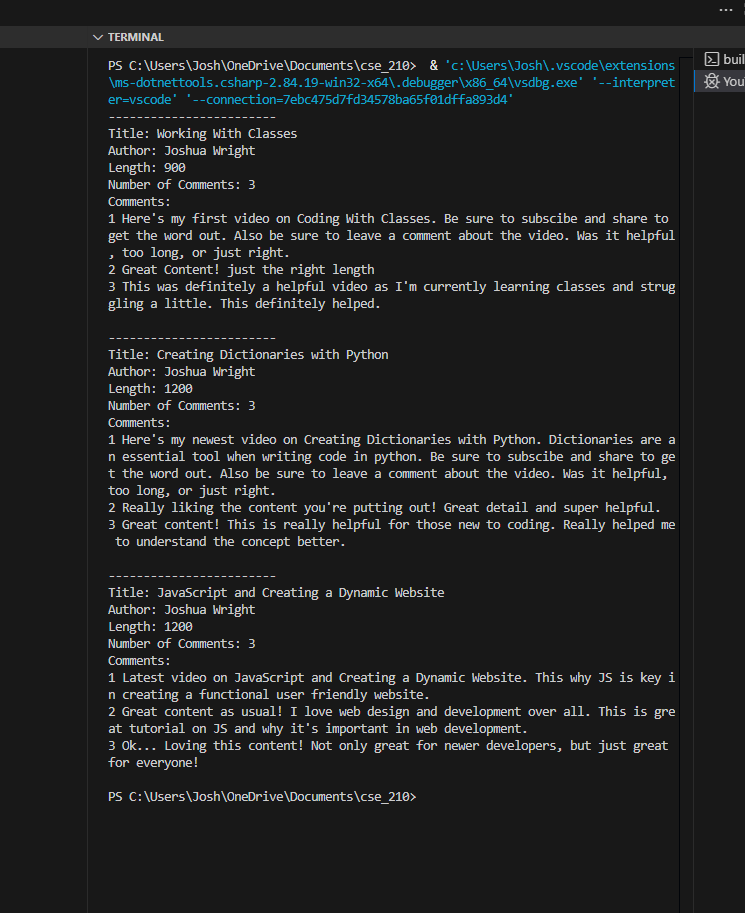 TERMINAL
PS C:\Users\Josh\OneDrive\Documents\cse_210>  & 'c:\Users\Josh\.vscode\extensions
\ms-dotnettools.csharp-2.84.19-win32-x64\.debugger\x86_64\vsdbg.exe' '--interpret
er=vscode' '--connection=7ebc475d7fd34578ba65f01dffa893d4'
------------------------
Title: Working With Classes
Author: Joshua Wright
Length: 900
Number of Comments: 3
Comments:
1 Here's my first video on Coding With Classes. Be sure to subscibe and share to
get the word out. Also be sure to leave a comment about the video. Was it helpful
, too long, or just right.
2 Great Content! just the right length
3 This was definitely a helpful video as I'm currently learning classes and strug
gling a little. This definitely helped.
------------------------
Title: Creating Dictionaries with Python
Author: Joshua Wright
Length: 1200
Number of Comments: 3
Comments:
1 Here's my newest video on Creating Dictionaries with Python. Dictionaries are a
n essential tool when writing code in python. Be sure to subscibe and share to ge
t the word out. Also be sure to leave a comment about the video. Was it helpful,
too long, or just right.
2 Really liking the content you're putting out! Great detail and super helpful.
3 Great content! This is really helpful for those new to coding. Really helped me
 to understand the concept better.
------------------------
Title: JavaScript and Creating a Dynamic Website
Author: Joshua Wright
Length: 1200
Number of Comments: 3
Comments:
1 Latest video on JavaScript and Creating a Dynamic Website. This why JS is key i
n creating a functional user friendly website.
2 Great content as usual! I love web design and development over all. This is gre
at tutorial on JS and why it's important in web development.
3 Ok... Loving this content! Not only great for newer developers, but just great
for everyone!
PS C:\Users\Josh\OneDrive\Documents\cse_210>
buil
You